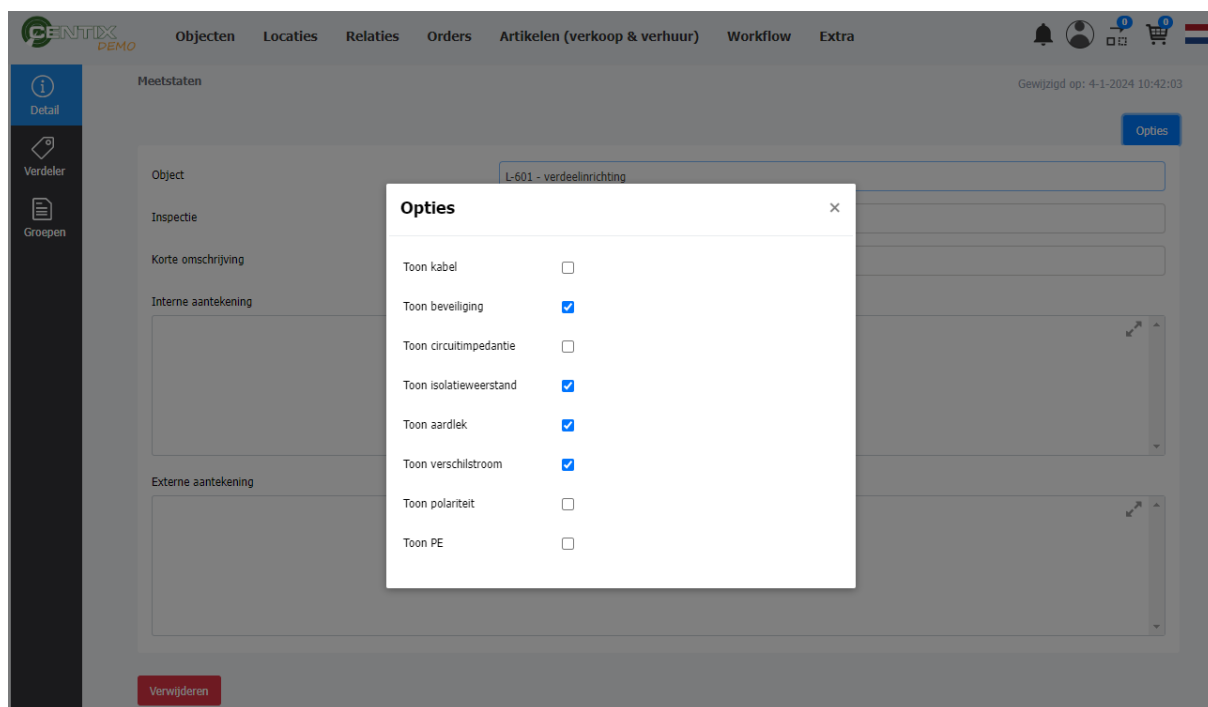 CENTIX
DEMO
Objecten Locaties Relaties Orders Artikelen (verkoop & verhuur) Workflow Extra
0 0
Detail
Verdeler
Groepen
Meetstaten
Gewijzigd op: 4-1-2024 10:42:03
Opties
Object
L-601 - verdeelinrichting
Inspectie
Korte omschrijving
Interne aantekening
Externe aantekening
Opties ×
Toon kabel
Toon beveiliging
Toon circuitimpedantie
Toon isolatieweerstand
Toon aardlek
Toon verschilstroom
Toon polariteit
Toon PE
Verwijderen